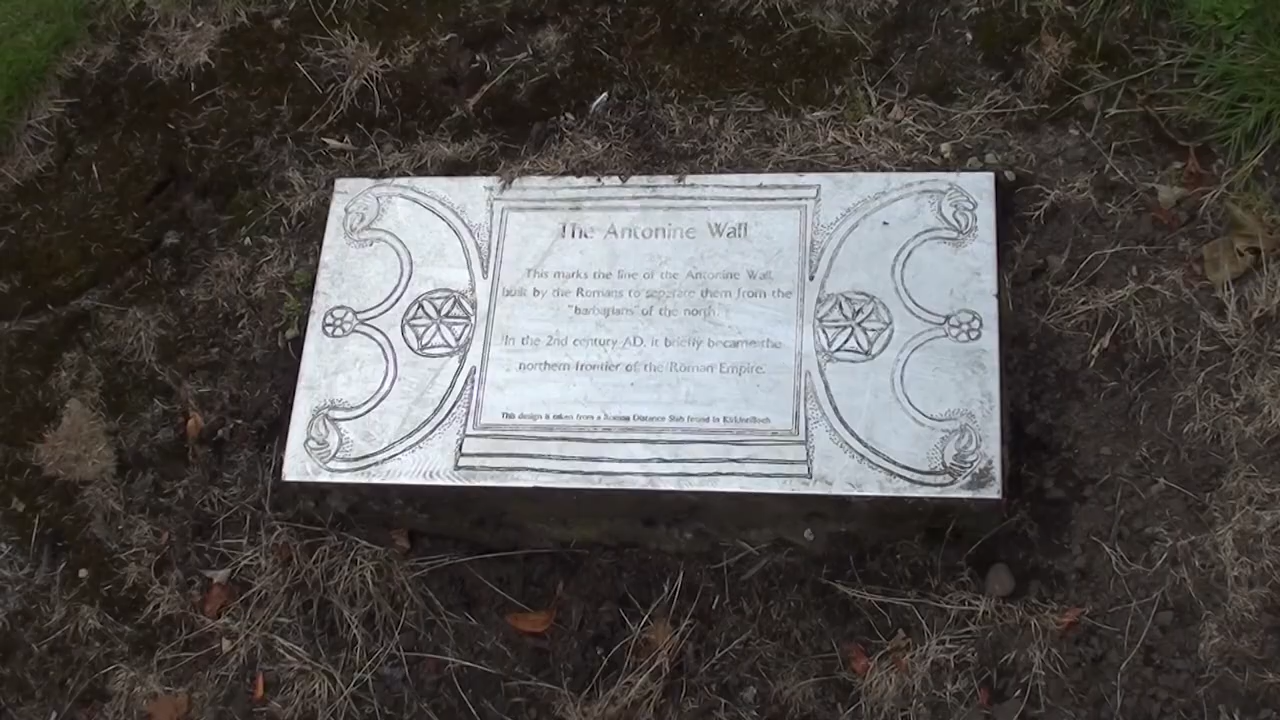 The Antonine Wall
This marks the line of the Antonine Wall,
built by the Romans to seperate them from the
"barbarians" of the north.
In the 2nd century AD, it briefly became the
northern frontier of the Roman Empire.
This design is taken from a Roman Distance Slab found in Kirkintilloch